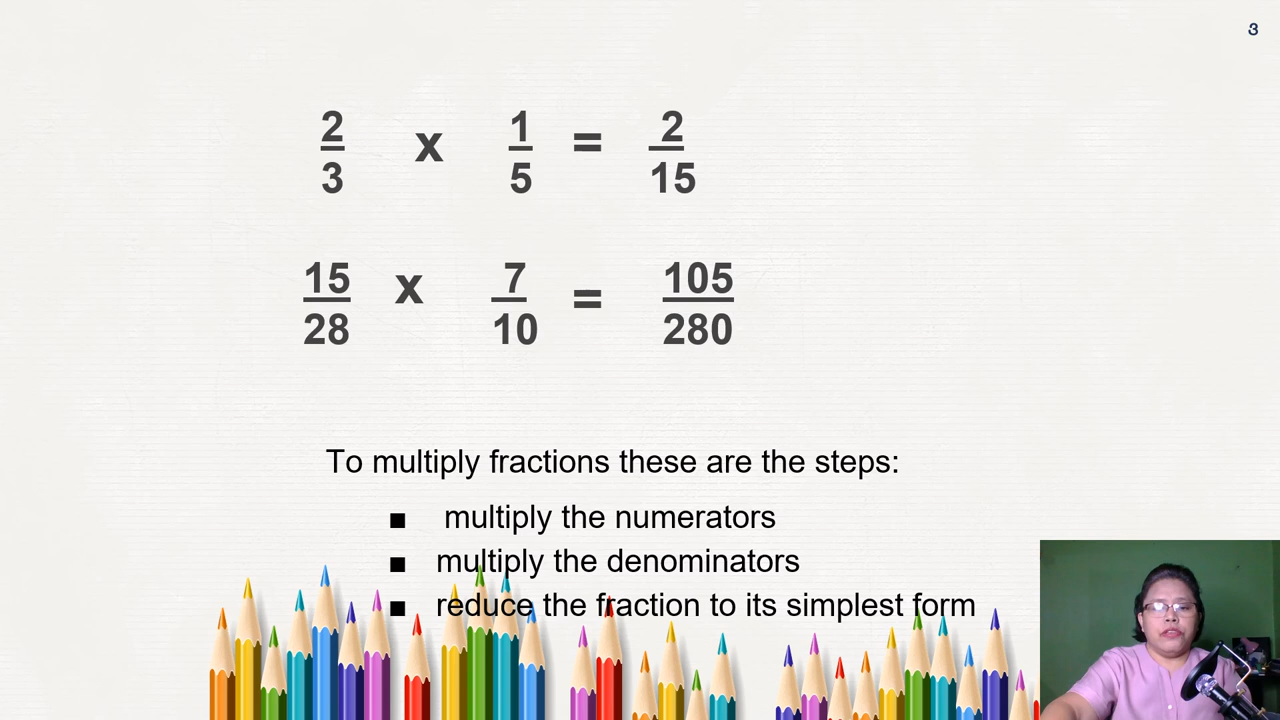 3
2/3 x 1/5 = 2/15
15/28 x 7/10 = 105/280
To multiply fractions these are the steps:
■ multiply the numerators
■ multiply the denominators
■ reduce the fraction to its simplest form